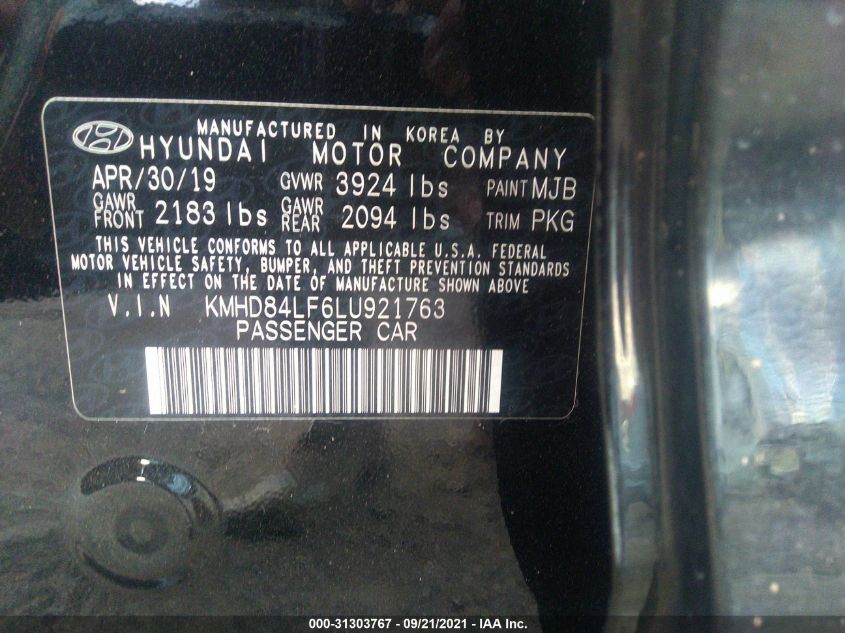 MANUFACTURED IN KOREA BY
HYUNDAI MOTOR COMPANY
APR/30/19 GVWR 3924 lbs PAINT MJB
GAWR FRONT 2183 lbs GAWR REAR 2094 lbs TRIM PKG
THIS VEHICLE CONFORMS TO ALL APPLICABLE U.S.A. FEDERAL
MOTOR VEHICLE SAFETY, BUMPER, AND THEFT PREVENTION STANDARDS
IN EFFECT ON THE DATE OF MANUFACTURE SHOWN ABOVE.
V.I.N KMHD84LF6LU921763
PASSENGER CAR
000-31303767 - 09/21/2021 - IAA Inc.